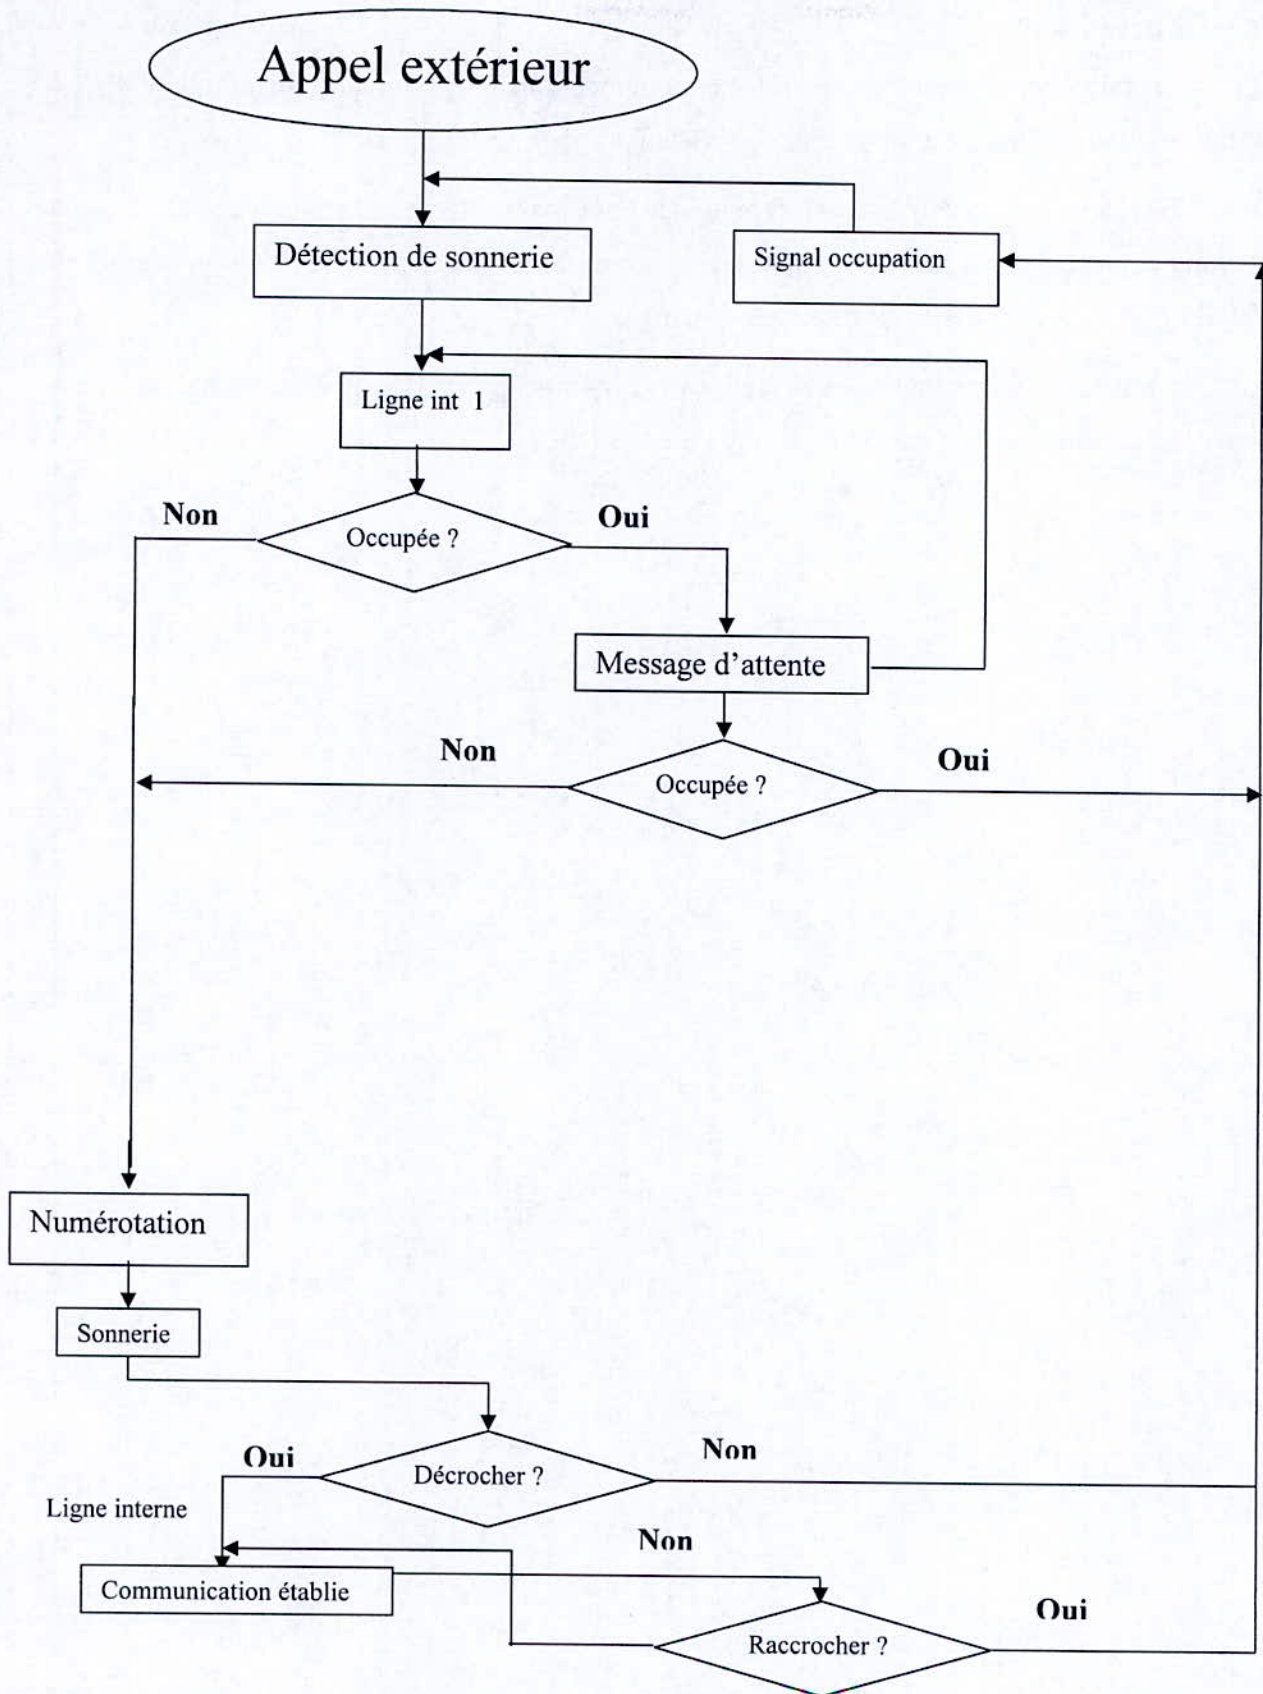 Appel extérieur
Détection de sonnerie
Signal occupation
Ligne int 1
Non
Oui
Occupée ?
Message d'attente
Non
Oui
Occupée ?
Numérotation
Sonnerie
Oui
Non
Décrocher ?
Ligne interne
Non
Communication établie
Oui
Raccrocher ?